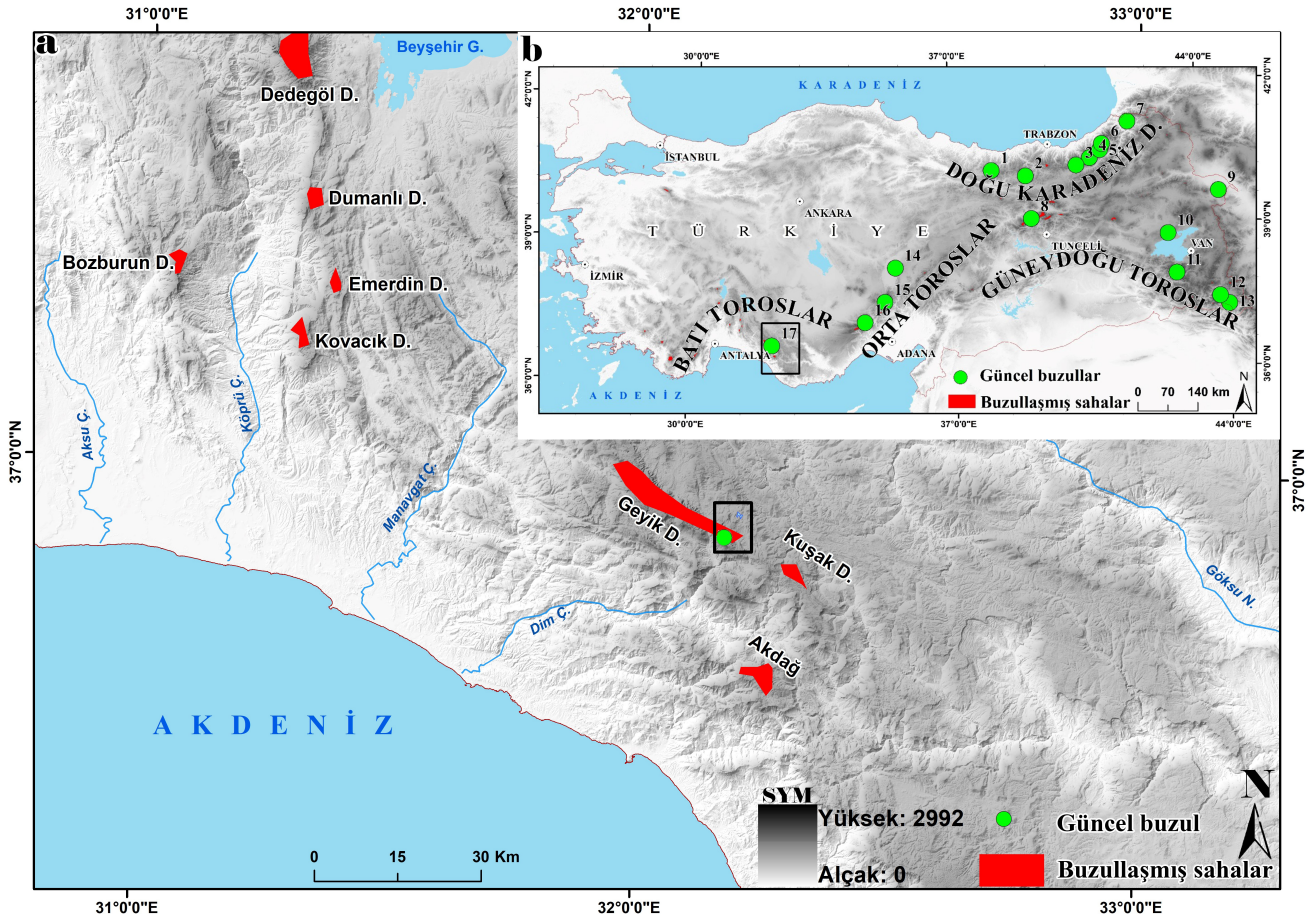 31°0'0"E
32°0'0"E
33°0'0"E
a
Beyşehir G.
Dedegöl D.
Dumanlı D.
Bozburun D.
Emerdin D.
Kovacık D.
Aksu Ç.
Köprü Ç.
Manavgat Ç.
37°0'0"N
37°0'0"N
b
30°0'0"E
37°0'0"E
44°0'0"E
42°0'0"N
42°0'0"N
KARADENİZ
TRABZON
İSTANBUL
1
2
3
4
5
6
7
DOĞU KARADENİZ D.
8
9
ANKARA
TÜRKİYE
TUNCELİ
10
VAN
39°0'0"N
39°0'0"N
İZMİR
14
11
GÜNEYDOĞU TOROSLAR
12
13
15
ORTA TOROSLAR
16
BATI TOROSLAR
17
ANTALYA
ADANA
36°0'0"N
36°0'0"N
AKDENİZ
Güncel buzullar
Buzullaşmış sahalar
0 70 140 km
N
30°0'0"E
37°0'0"E
44°0'0"E
Geyik D.
Kuşak D.
Göksu N.
Dim Ç.
Akdağ
AKDENİZ
SYM
Yüksek: 2992
Alçak: 0
Güncel buzul
Buzullaşmış sahalar
N
0 15 30 Km
31°0'0"E
32°0'0"E
33°0'0"E